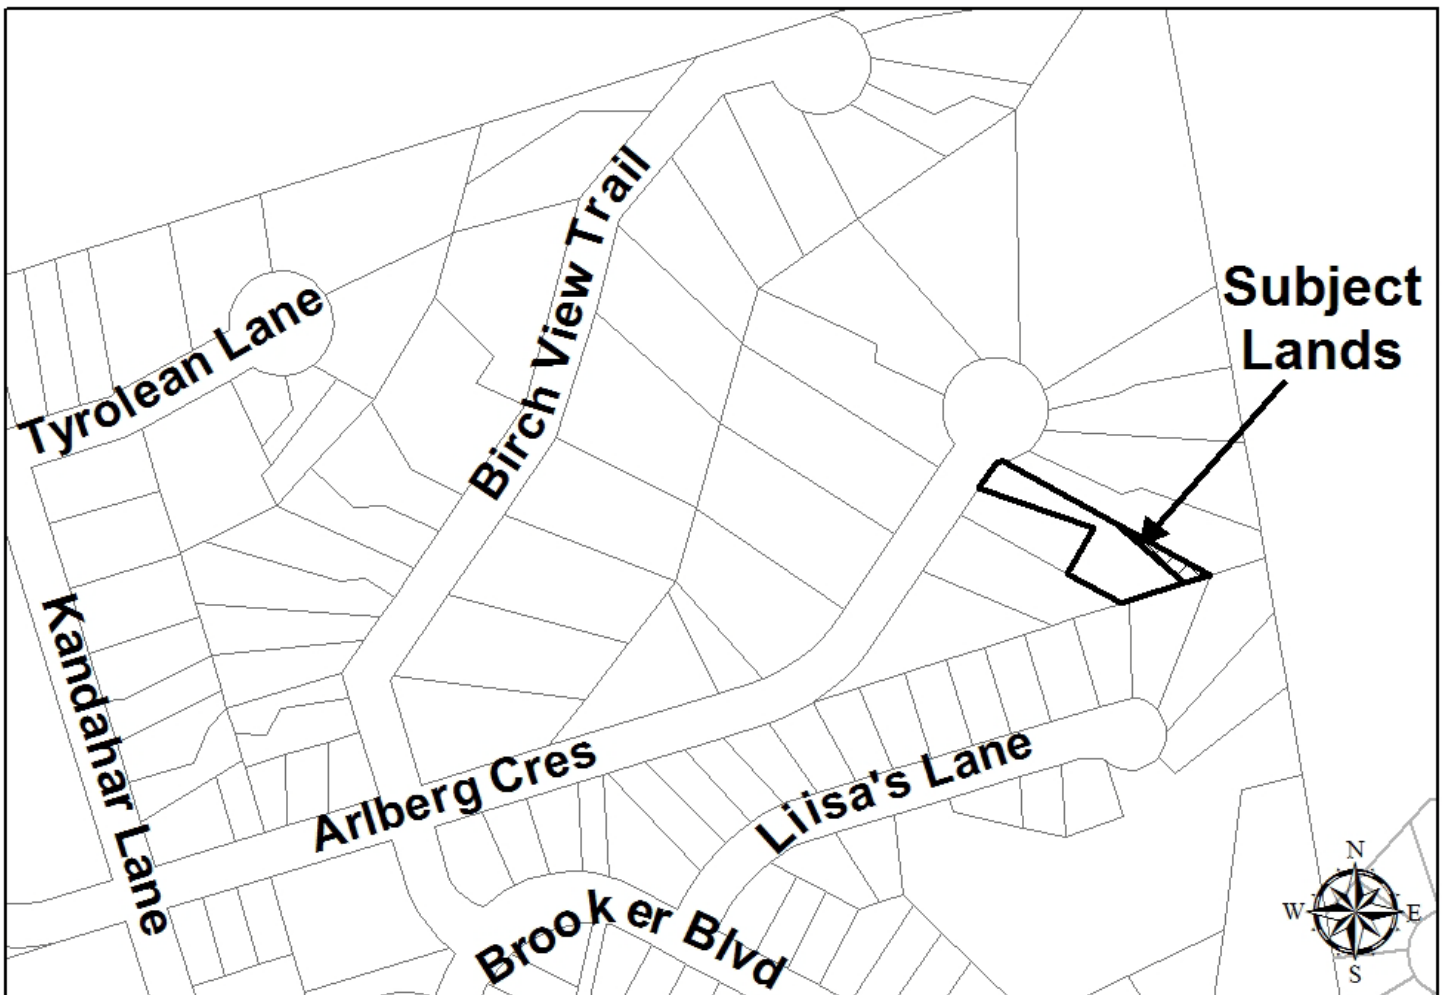 Birch View Trail
Subject
Lands
Tyrolean Lane
Kandahar Lane
Arlberg Cres
Liisa's Lane
Brooker Blvd
N
W E
S